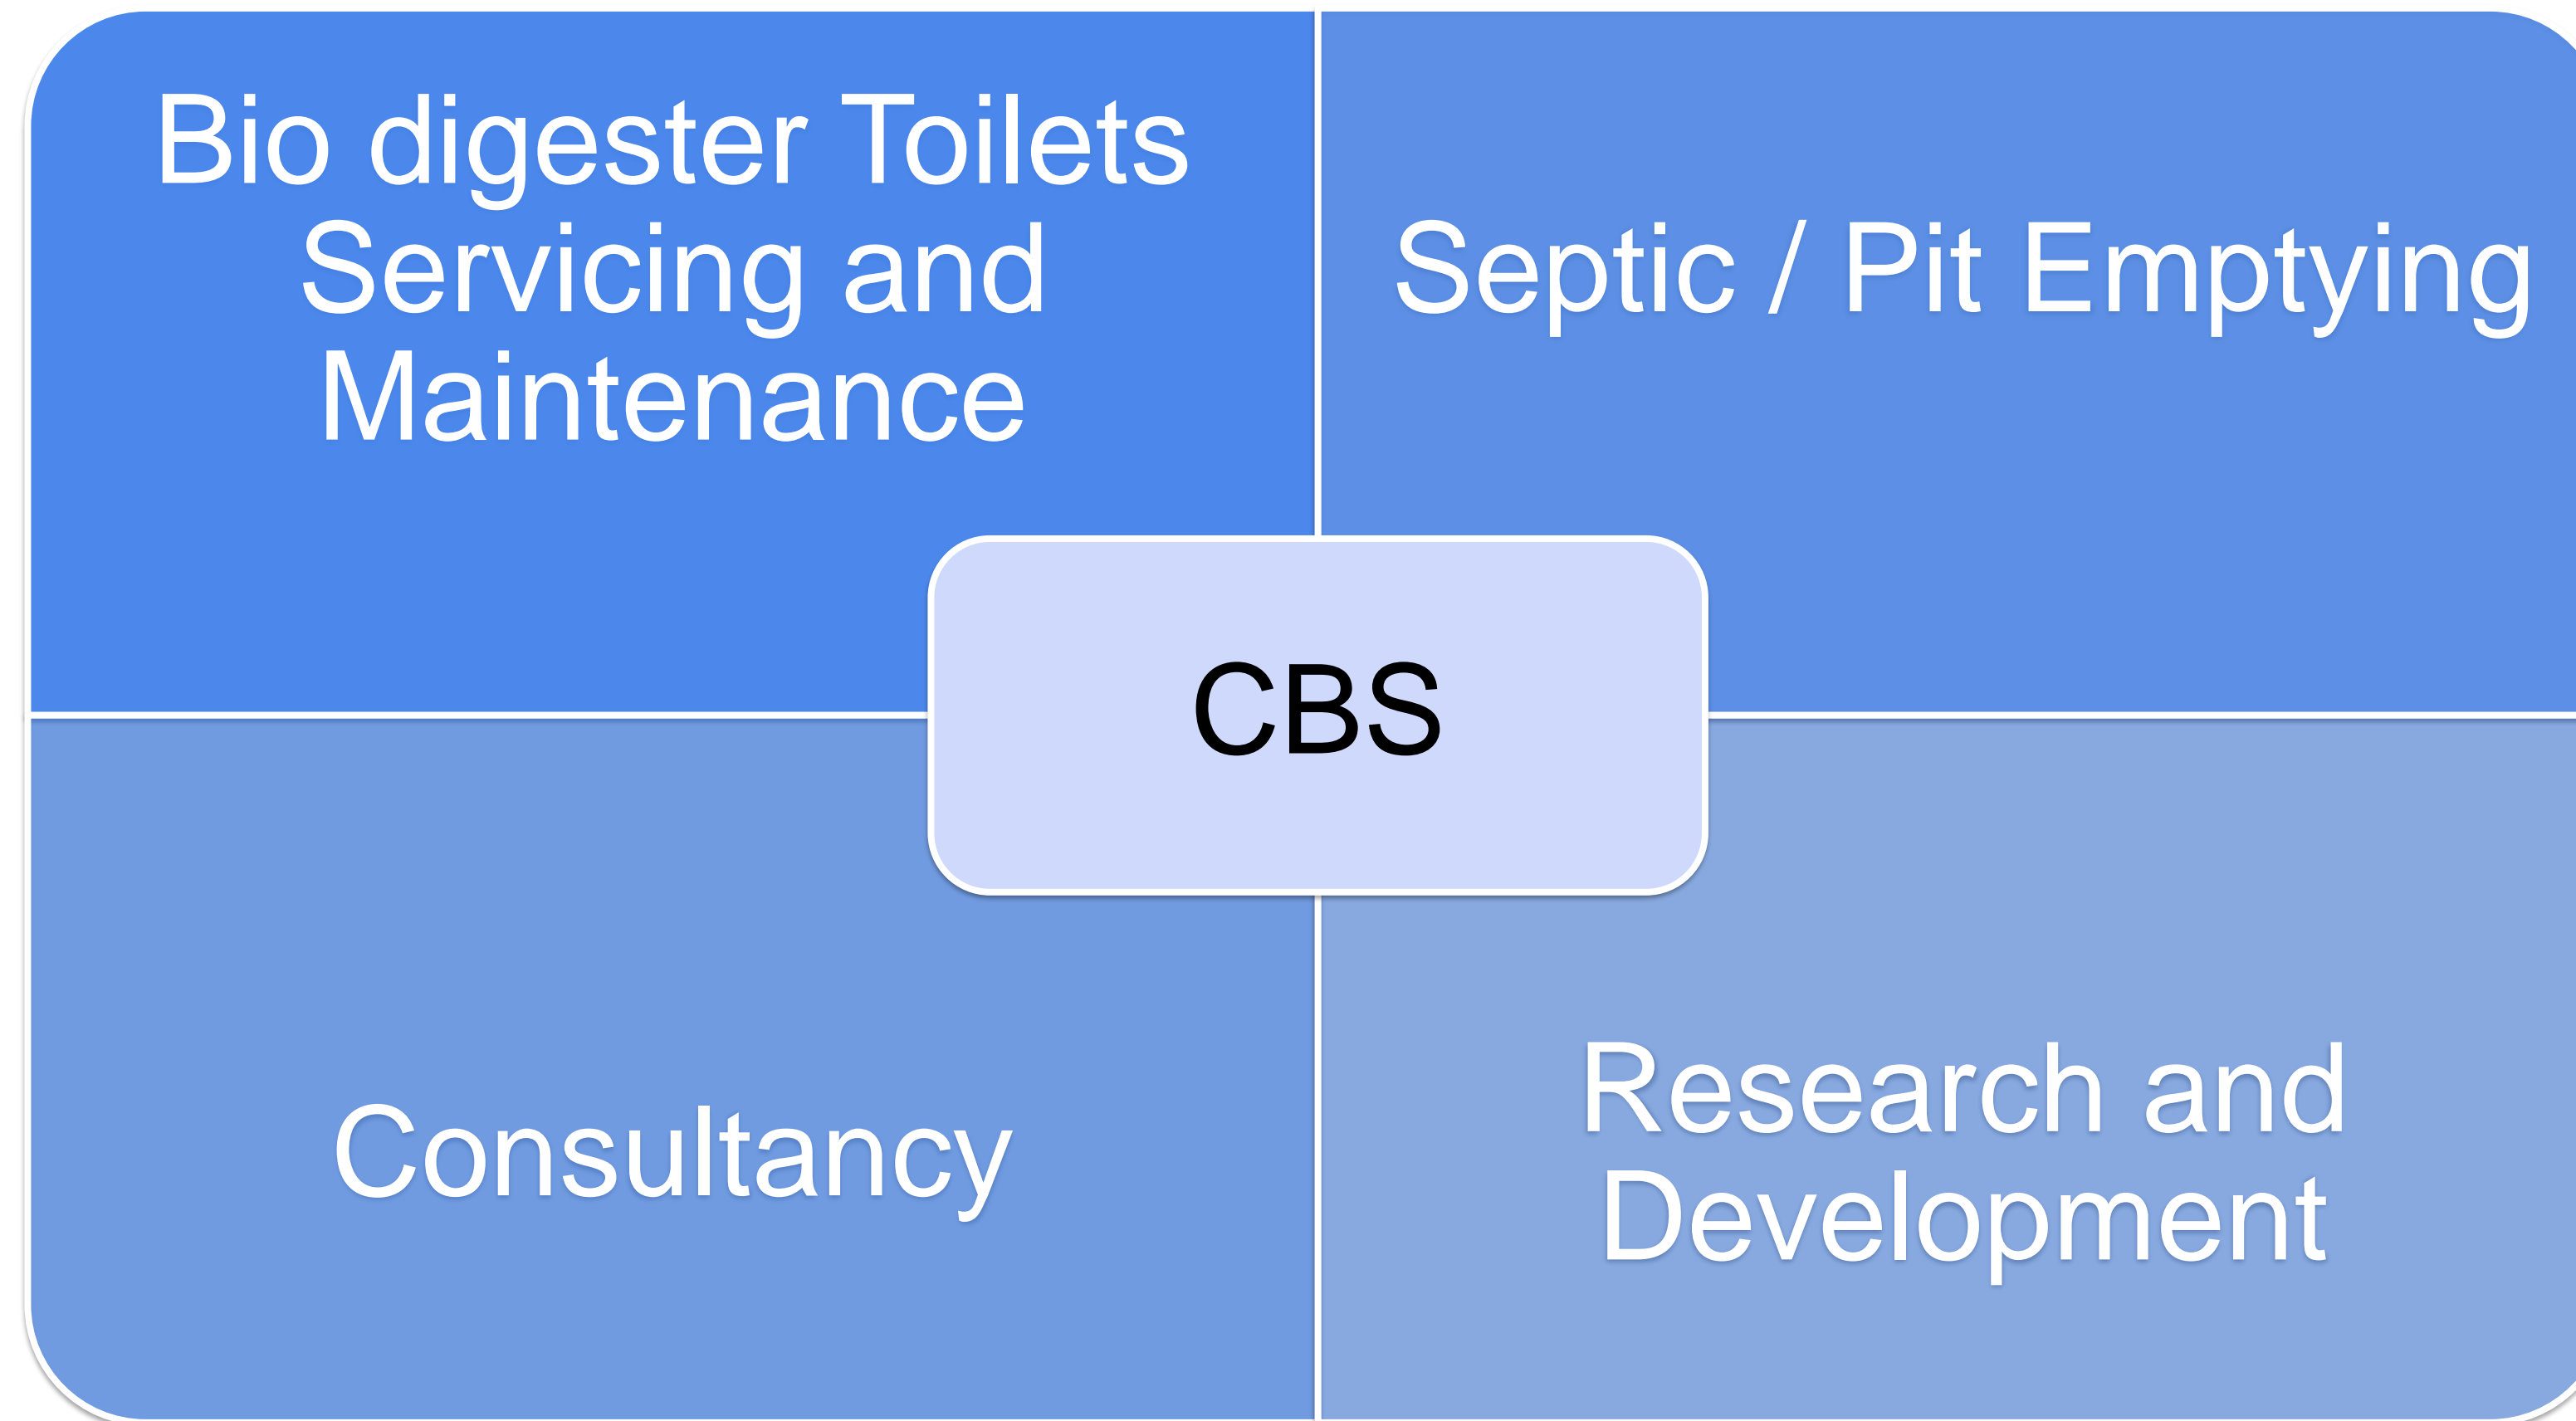 Bio digester Toilets
Servicing and
Maintenance
Septic / Pit Emptying
CBS
Consultancy
Research and
Development